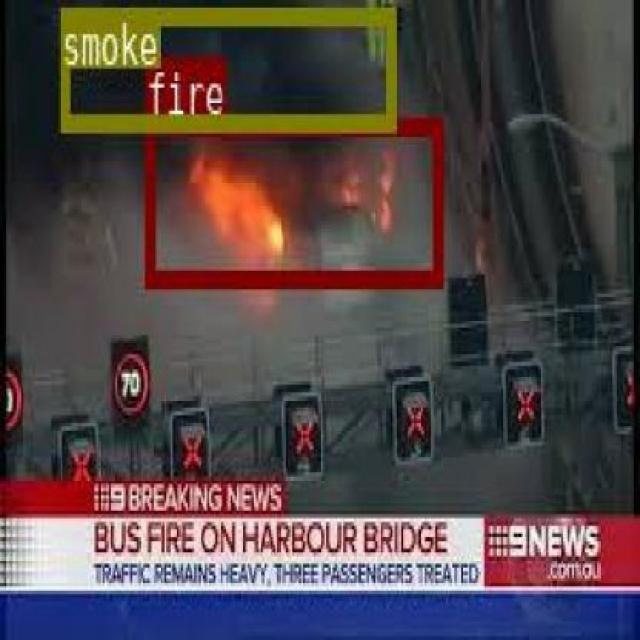 smoke
fire
70
9 BREAKING NEWS
BUS FIRE ON HARBOUR BRIDGE
TRAFFIC REMAINS HEAVY, THREE PASSENGERS TREATED
9NEWS
.com.au